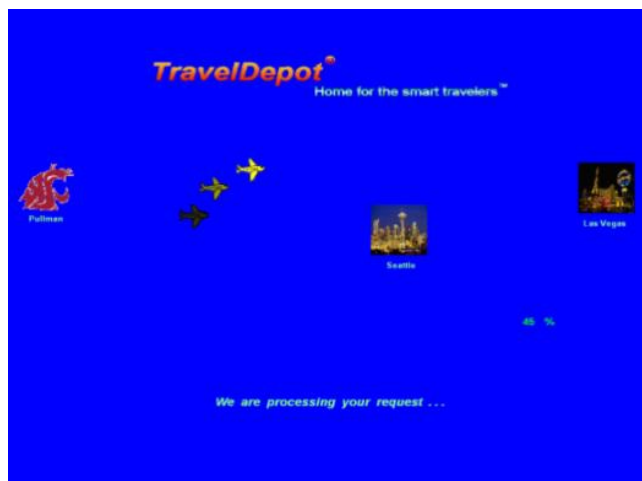 TravelDepot®
Home for the smart travelers™
Pullman
Seattle
Las Vegas
45 %
We are processing your request ...